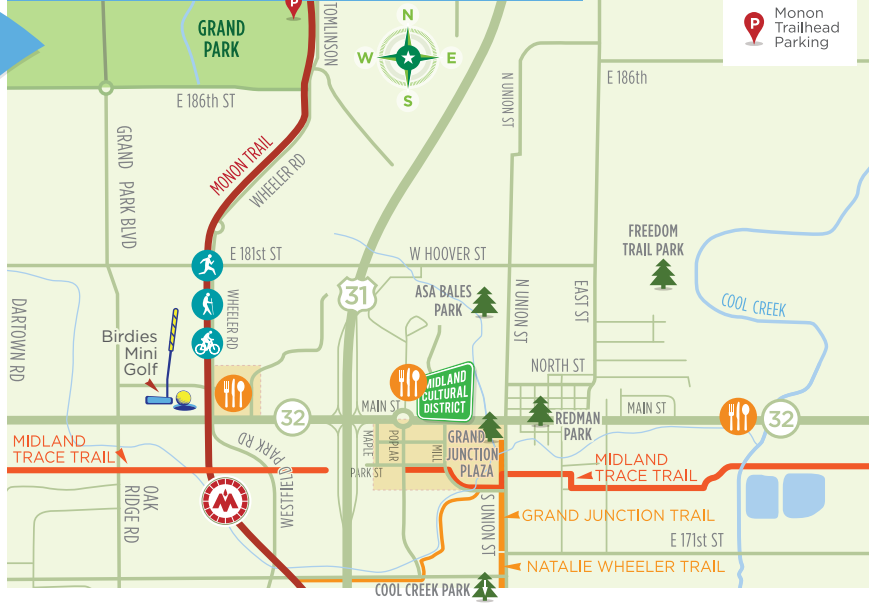 P
Monon
Trailhead
Parking
P
GRAND
PARK
TOMLINSON
N
W
E
S
N UNION ST
E 186th
E 186th ST
GRAND PARK BLVD
MONON TRAIL
WHEELER RD
FREEDOM
TRAIL PARK
E 181st ST
W HOOVER ST
31
ASA BALES
PARK
N UNION ST
EAST ST
COOL CREEK
DARTOWN RD
WHEELER RD
Birdies
Mini
Golf
NORTH ST
MIDLAND
CULTURAL
DISTRICT
MAIN ST
MAIN ST
32
32
REDMAN
PARK
MIDLAND
TRACE TRAIL
WESTFIELD PARK RD
MAPLE
POPLAR
MILL
GRAND
JUNCTION
PLAZA
PARK ST
MIDLAND
TRACE TRAIL
OAK
RIDGE RD
M
S UNION ST
GRAND JUNCTION TRAIL
E 171st ST
NATALIE WHEELER TRAIL
COOL CREEK PARK